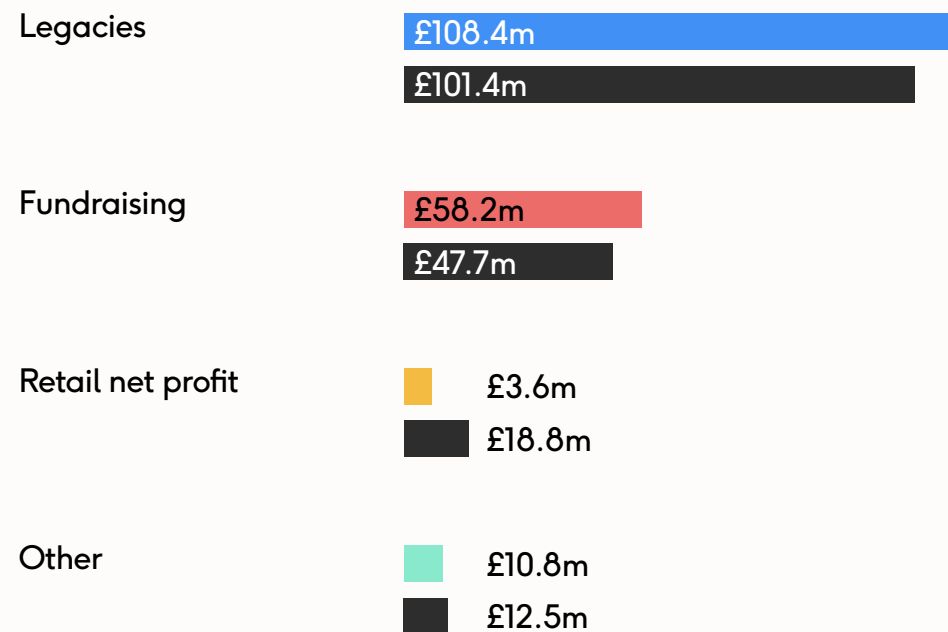 Legacies
£108.4m
£101.4m
Fundraising
£58.2m
£47.7m
Retail net profit
£3.6m
£18.8m
Other
£10.8m
£12.5m